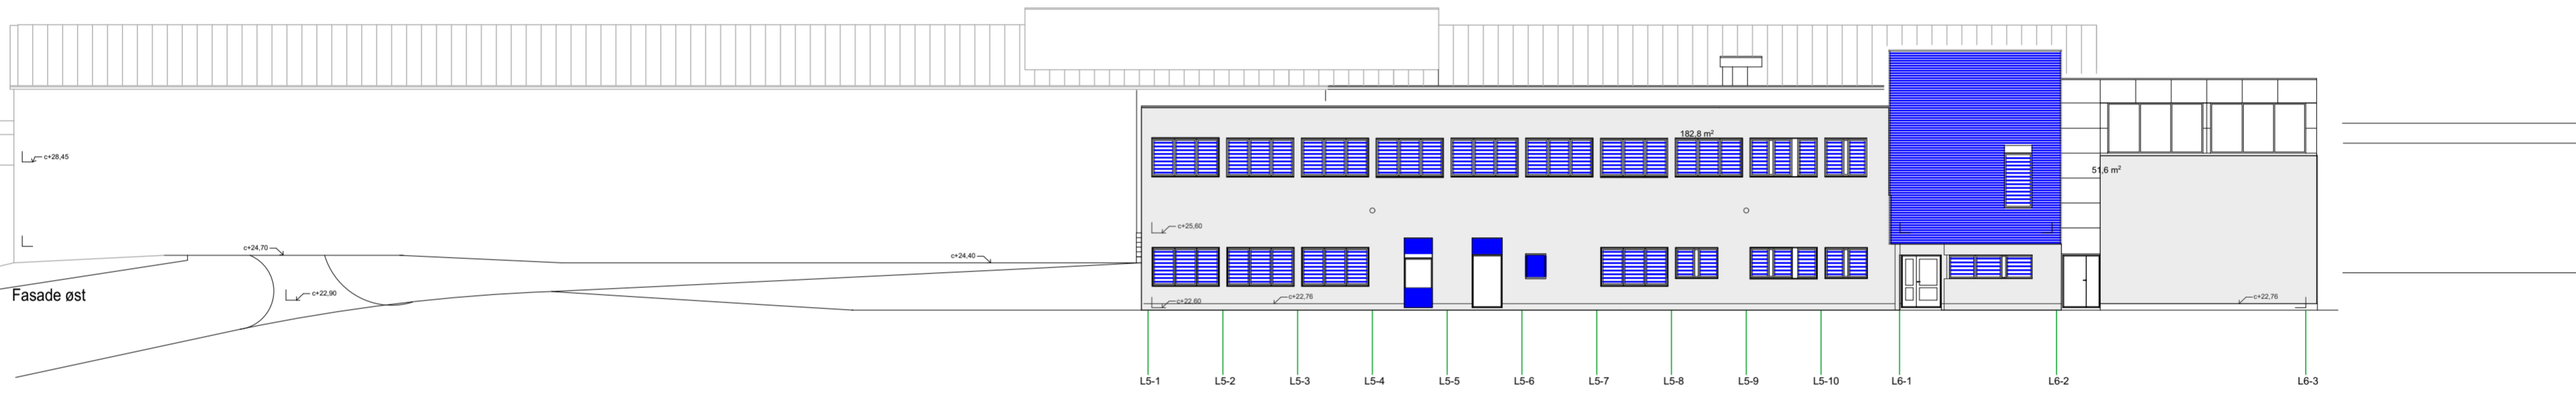 182,8 m²
c+28,45
51,6 m²
c+25,60
c+24,70
c+24,40
Fasade øst
c+22,90
c+22,60
c+22,76
c+22,76
L5-1 L5-2 L5-3 L5-4 L5-5 L5-6 L5-7 L5-8 L5-9 L5-10 L6-1 L6-2 L6-3